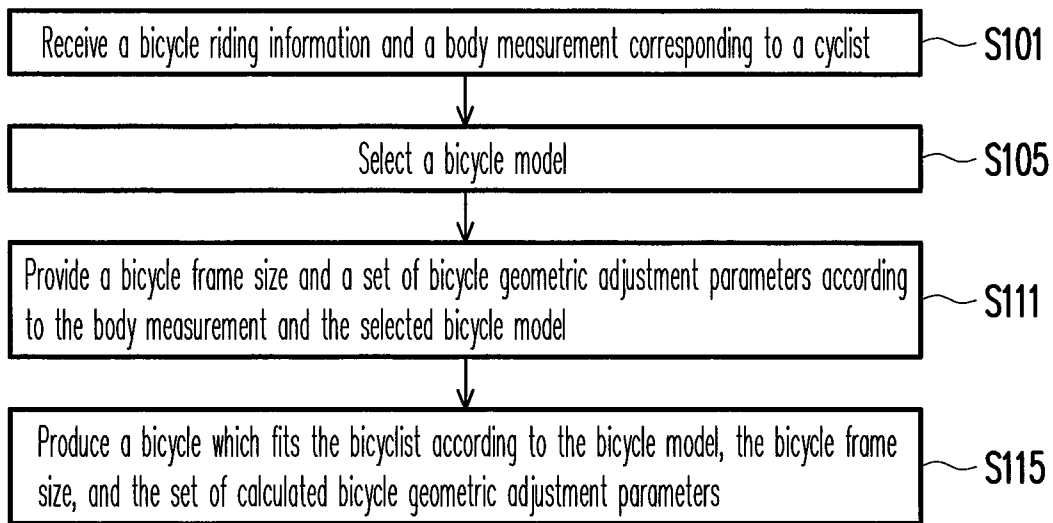 Receive a bicycle riding information and a body measurement corresponding to a cyclist
S101
Select a bicycle model
S105
Provide a bicycle frame size and a set of bicycle geometric adjustment parameters according
to the body measurement and the selected bicycle model
S111
Produce a bicycle which fits the bicyclist according to the bicycle model, the bicycle frame
size, and the set of calculated bicycle geometric adjustment parameters
S115